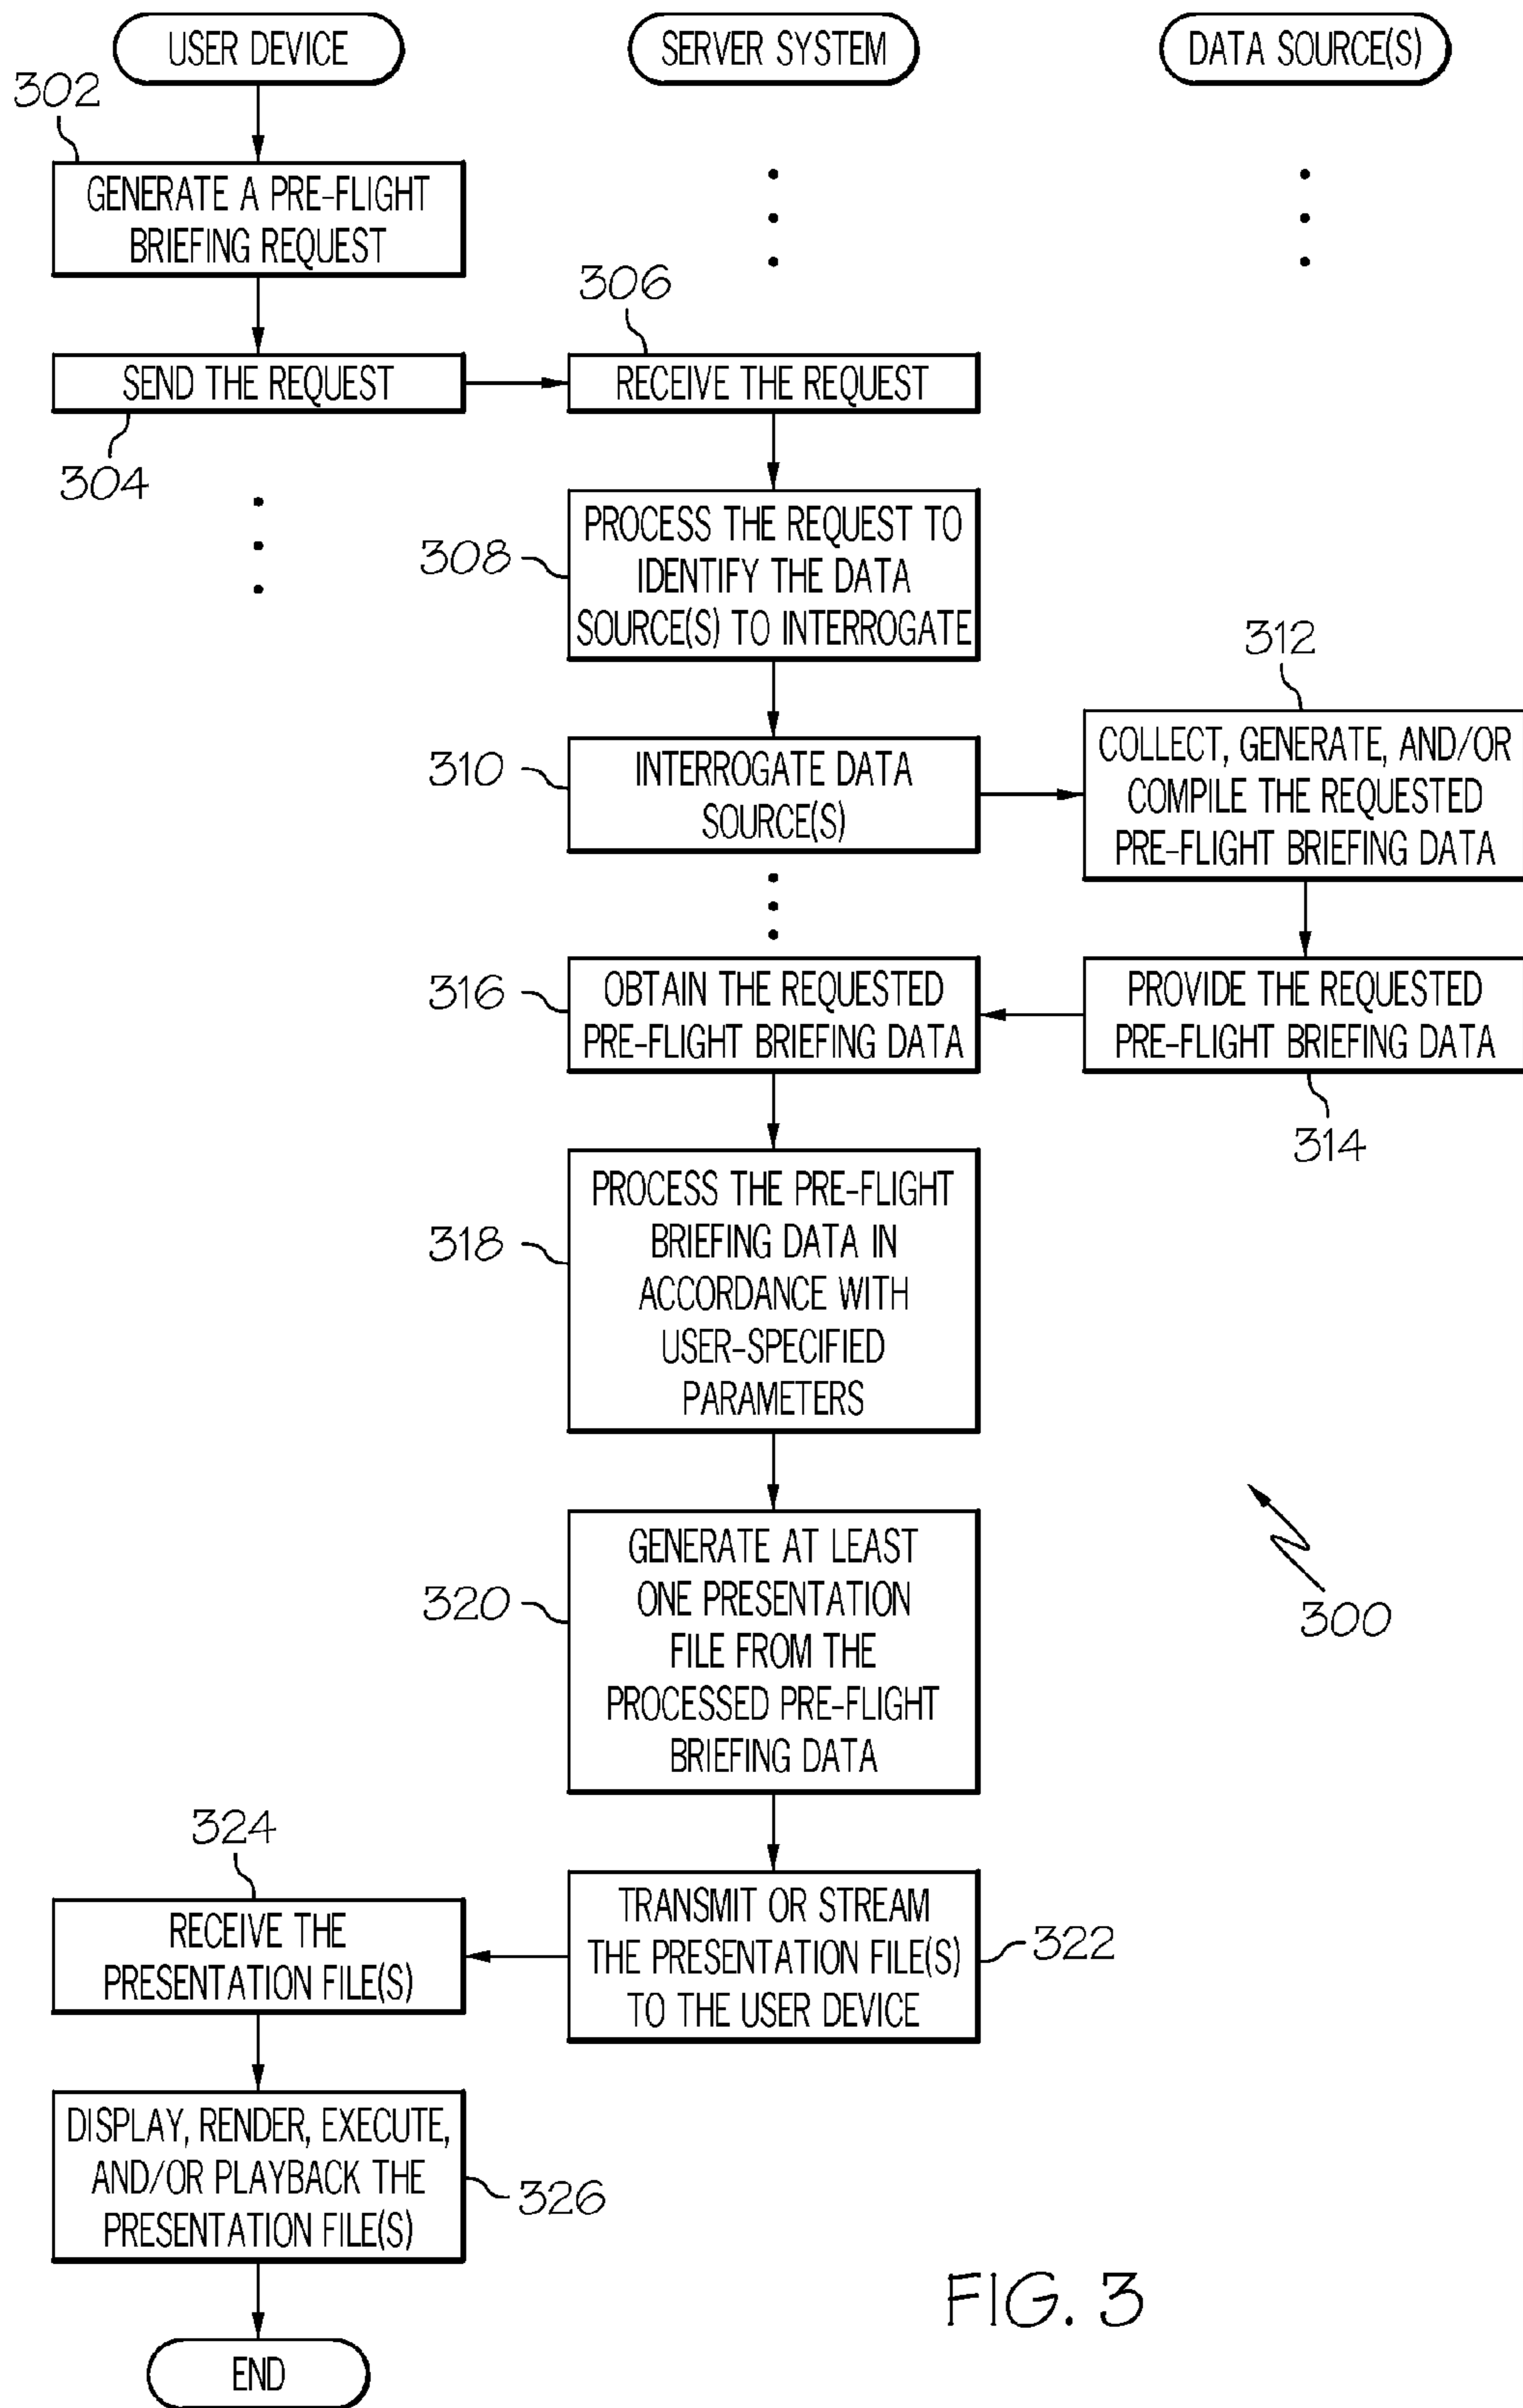 USER DEVICE
SERVER SYSTEM
DATA SOURCE(S)
302
GENERATE A PRE-FLIGHT
BRIEFING REQUEST
306
SEND THE REQUEST
RECEIVE THE REQUEST
304
308
PROCESS THE REQUEST TO
IDENTIFY THE DATA
SOURCE(S) TO INTERROGATE
312
310
INTERROGATE DATA
SOURCE(S)
COLLECT, GENERATE, AND/OR
COMPILE THE REQUESTED
PRE-FLIGHT BRIEFING DATA
316
OBTAIN THE REQUESTED
PRE-FLIGHT BRIEFING DATA
PROVIDE THE REQUESTED
PRE-FLIGHT BRIEFING DATA
314
318
PROCESS THE PRE-FLIGHT
BRIEFING DATA IN
ACCORDANCE WITH
USER-SPECIFIED
PARAMETERS
320
GENERATE AT LEAST
ONE PRESENTATION
FILE FROM THE
PROCESSED PRE-FLIGHT
BRIEFING DATA
300
324
RECEIVE THE
PRESENTATION FILE(S)
TRANSMIT OR STREAM
THE PRESENTATION FILE(S)
TO THE USER DEVICE
322
DISPLAY, RENDER, EXECUTE,
AND/OR PLAYBACK THE
PRESENTATION FILE(S)
326
END
FIG. 3